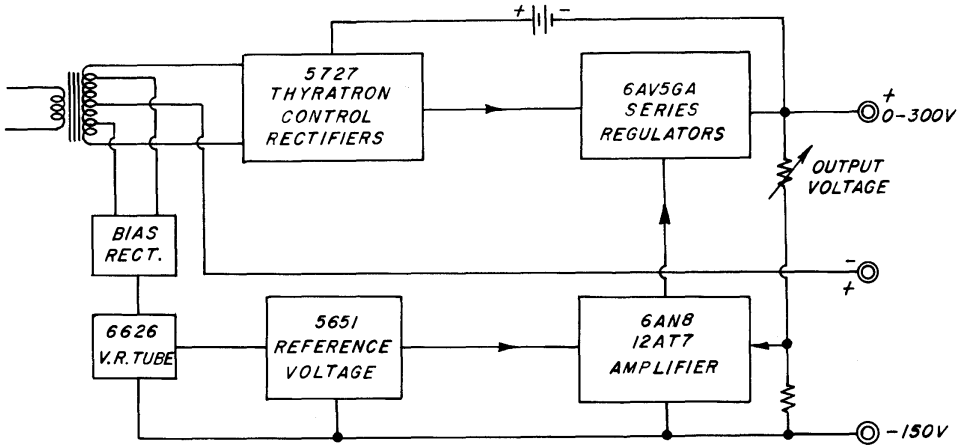 + -
5727
THYRATRON
CONTROL
RECTIFIERS
6AV5GA
SERIES
REGULATORS
+
0-300V
OUTPUT
VOLTAGE
BIAS
RECT.
-
+
6626
V.R.TUBE
5651
REFERENCE
VOLTAGE
6AN8
12AT7
AMPLIFIER
-150V